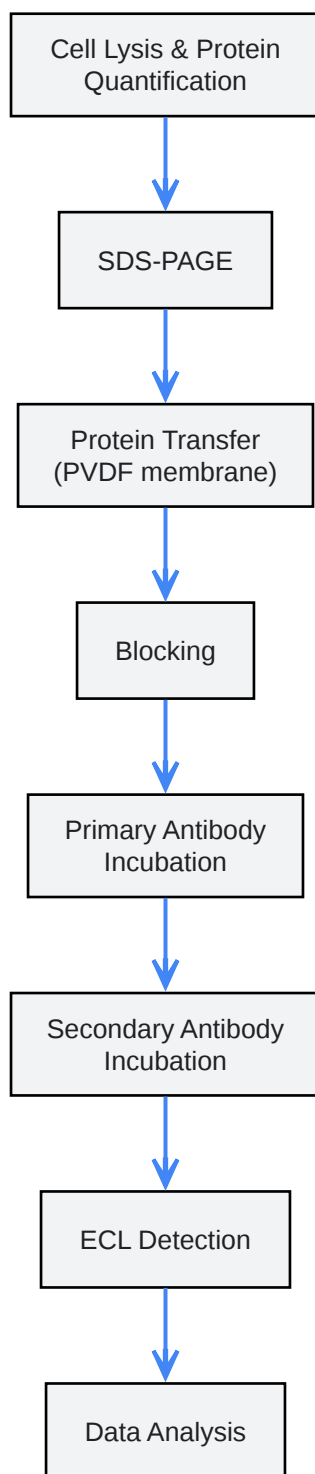 Cell Lysis & Protein
Quantification
SDS-PAGE
Protein Transfer
(PVDF membrane)
Blocking
Primary Antibody
Incubation
Secondary Antibody
Incubation
ECL Detection
Data Analysis